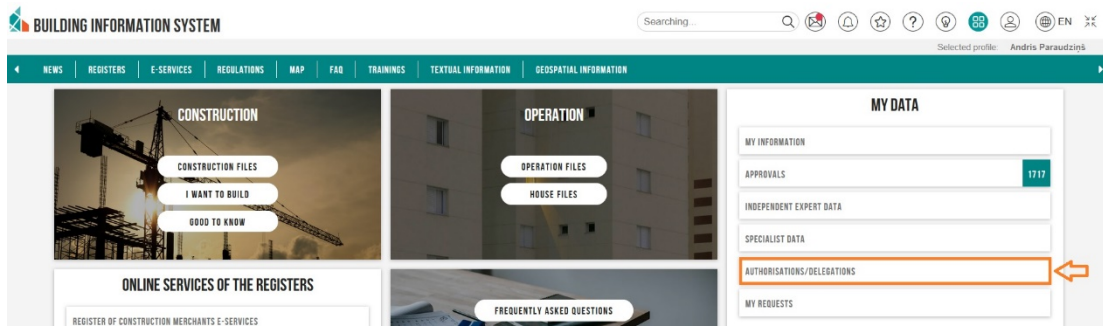 BUILDING INFORMATION SYSTEM
Searching...
EN
Selected profile: Andris Paraudziņš
NEWS REGISTERS E-SERVICES REGULATIONS MAP FAQ TRAININGS TEXTUAL INFORMATION GEOSPATIAL INFORMATION
CONSTRUCTION
CONSTRUCTION FILES
I WANT TO BUILD
GOOD TO KNOW
OPERATION
OPERATION FILES
HOUSE FILES
MY DATA
MY INFORMATION
APPROVALS 1717
INDEPENDENT EXPERT DATA
SPECIALIST DATA
AUTHORISATIONS/DELEGATIONS
MY REQUESTS
ONLINE SERVICES OF THE REGISTERS
REGISTER OF CONSTRUCTION MERCHANTS E-SERVICES
FREQUENTLY ASKED QUESTIONS